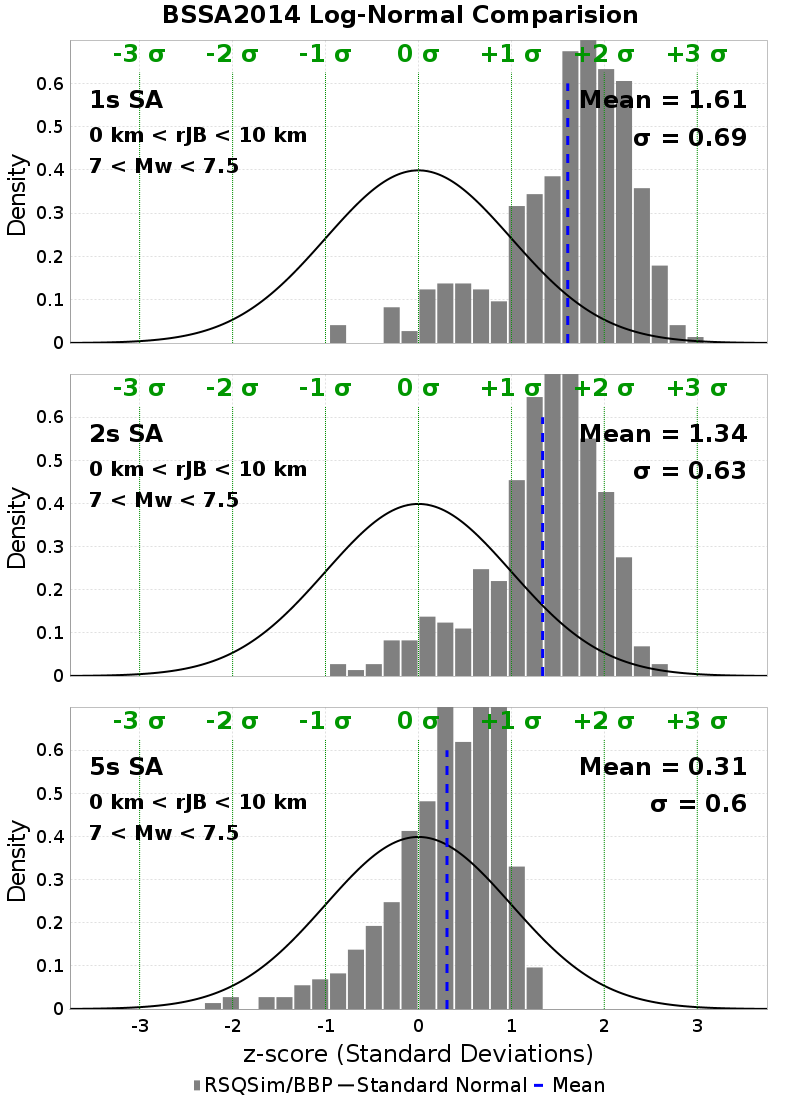 BSSA2014 Log-Normal Comparision
-3 σ -2 σ -1 σ 0 σ +1 σ +2 σ +3 σ
1s SA
0 km < rJB < 10 km
7 < Mw < 7.5
Mean = 1.61
σ = 0.69
Density
0.6
0.5
0.4
0.3
0.2
0.1
0
-3 σ -2 σ -1 σ 0 σ +1 σ +2 σ +3 σ
2s SA
0 km < rJB < 10 km
7 < Mw < 7.5
Mean = 1.34
σ = 0.63
Density
0.6
0.5
0.4
0.3
0.2
0.1
0
-3 σ -2 σ -1 σ 0 σ +1 σ +2 σ +3 σ
5s SA
0 km < rJB < 10 km
7 < Mw < 7.5
Mean = 0.31
σ = 0.6
Density
0.6
0.5
0.4
0.3
0.2
0.1
0
-3 -2 -1 0 1 2 3
z-score (Standard Deviations)
RSQSim/BBP Standard Normal Mean